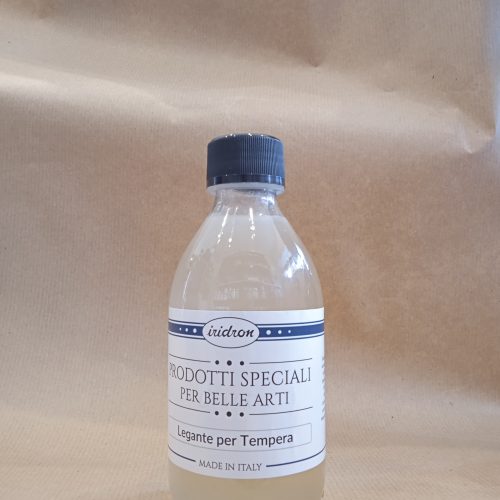 iridron
PRODOTTI SPECIALI
PER BELLE ARTI
Legante per Tempera
MADE IN ITALY